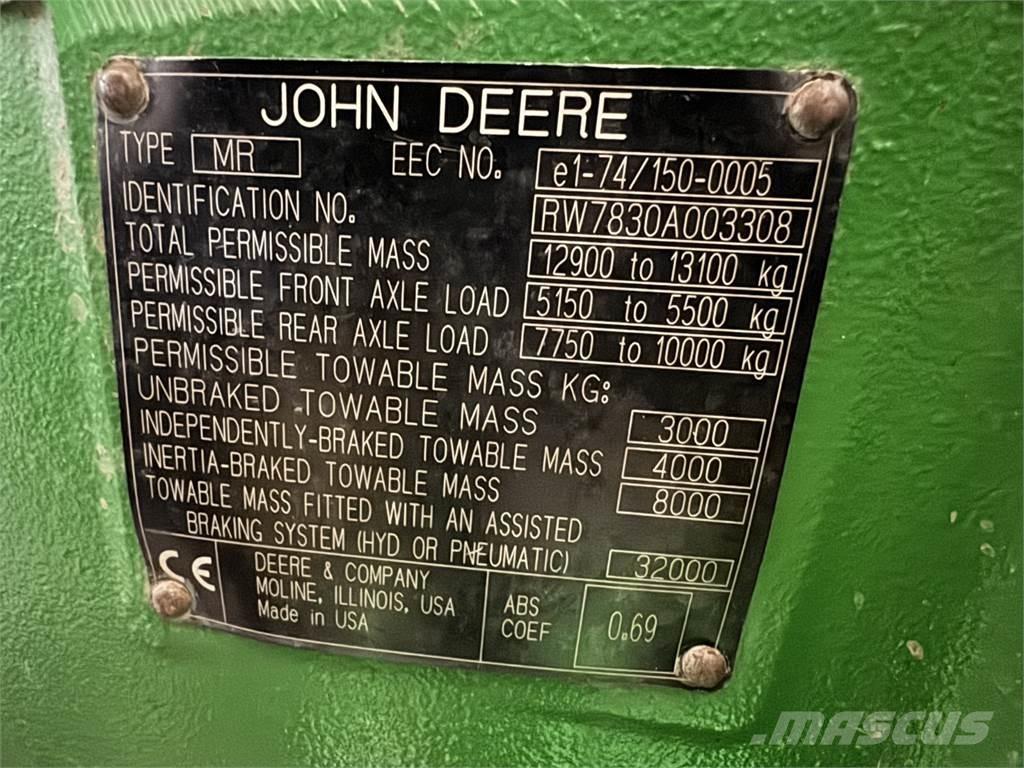 JOHN DEERE
TYPE MR EEC NO. e1-74/150-0005
IDENTIFICATION NO. RW7830A003308
TOTAL PERMISSIBLE MASS 12900 to 13100 kg
PERMISSIBLE FRONT AXLE LOAD 5150 to 5500 kg
PERMISSIBLE REAR AXLE LOAD 7750 to 10000 kg
PERMISSIBLE TOWABLE MASS KG:
UNBRAKED TOWABLE MASS 3000
INDEPENDENTLY-BRAKED TOWABLE MASS 4000
INERTIA-BRAKED TOWABLE MASS 8000
TOWABLE MASS FITTED WITH AN ASSISTED
BRAKING SYSTEM (HYD OR PNEUMATIC) 32000
CE
DEERE & COMPANY
MOLINE, ILLINOIS, USA
Made in USA
ABS
COEF
0.69
MASCUS